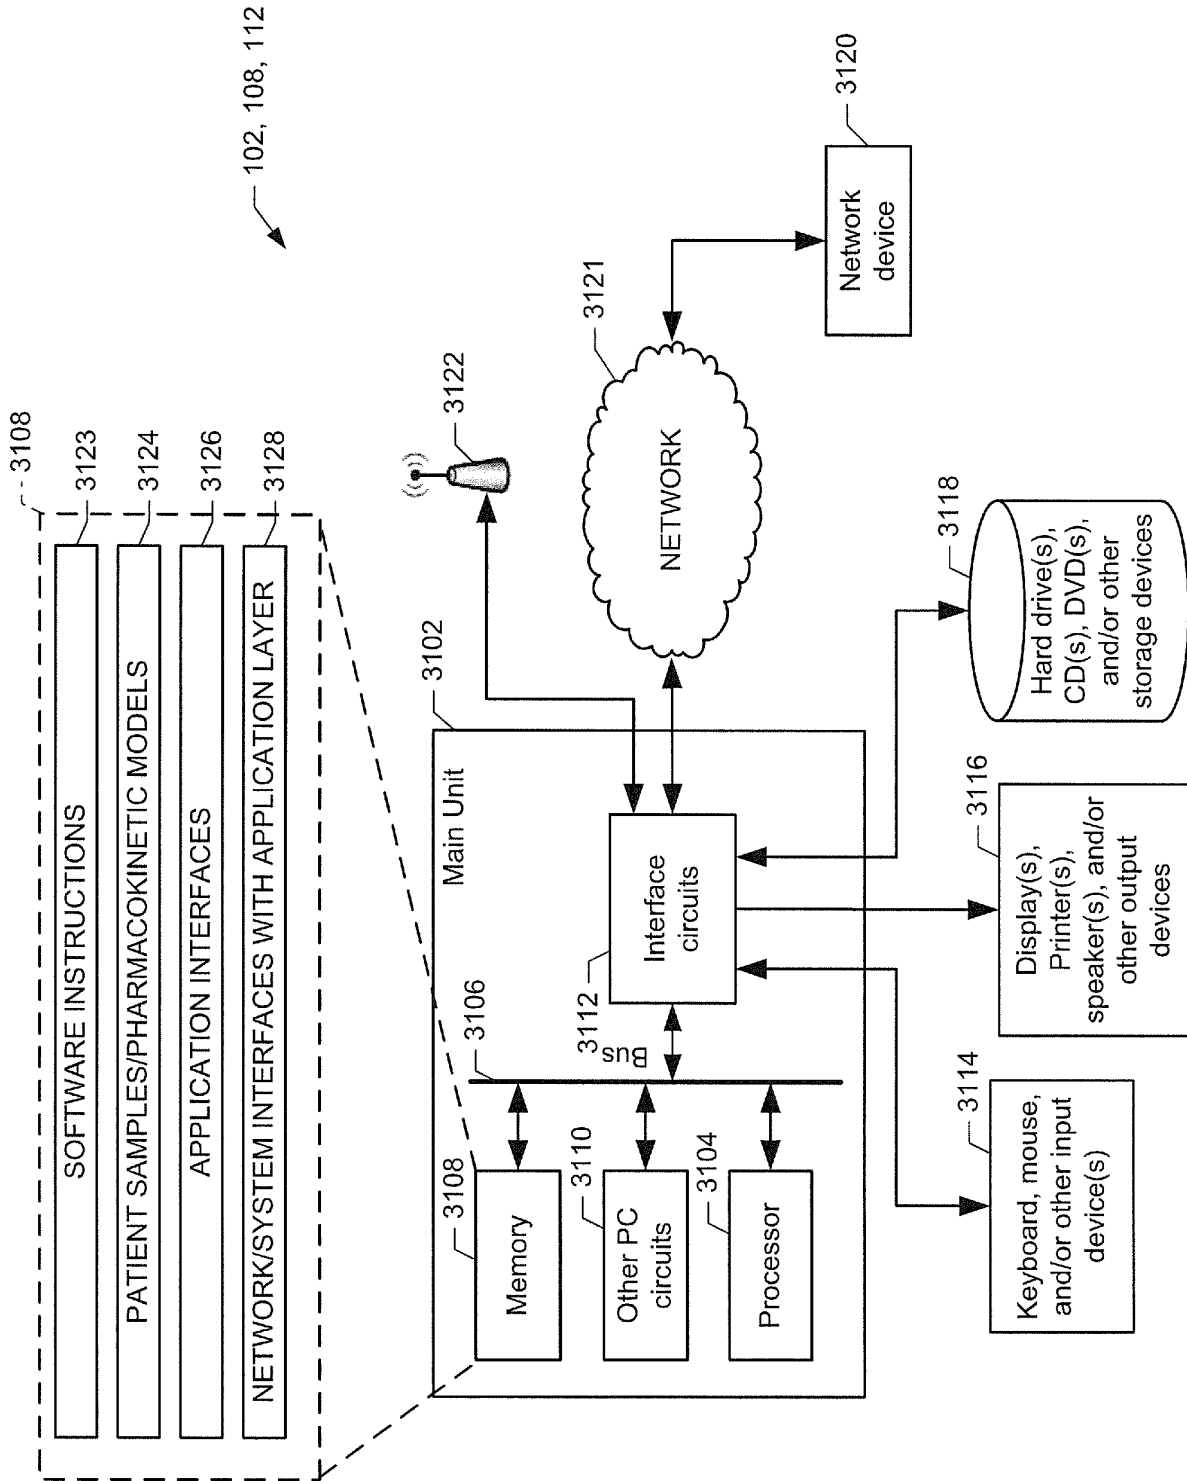 102, 108, 112
3108
SOFTWARE INSTRUCTIONS
3123
PATIENT SAMPLES/PHARMACOKINETIC MODELS
3124
APPLICATION INTERFACES
3126
NETWORK/SYSTEM INTERFACES WITH APPLICATION LAYER
3128
3102
Main Unit
3108
Memory
3110
Other PC
circuits
3104
Processor
3106
Bus
3112
Interface
circuits
3122
3121
NETWORK
3120
Network
device
3114
Keyboard, mouse,
and/or other input
device(s)
3116
Display(s),
Printer(s),
speaker(s), and/or
other output
devices
3118
Hard drive(s),
CD(s), DVD(s),
and/or other
storage devices